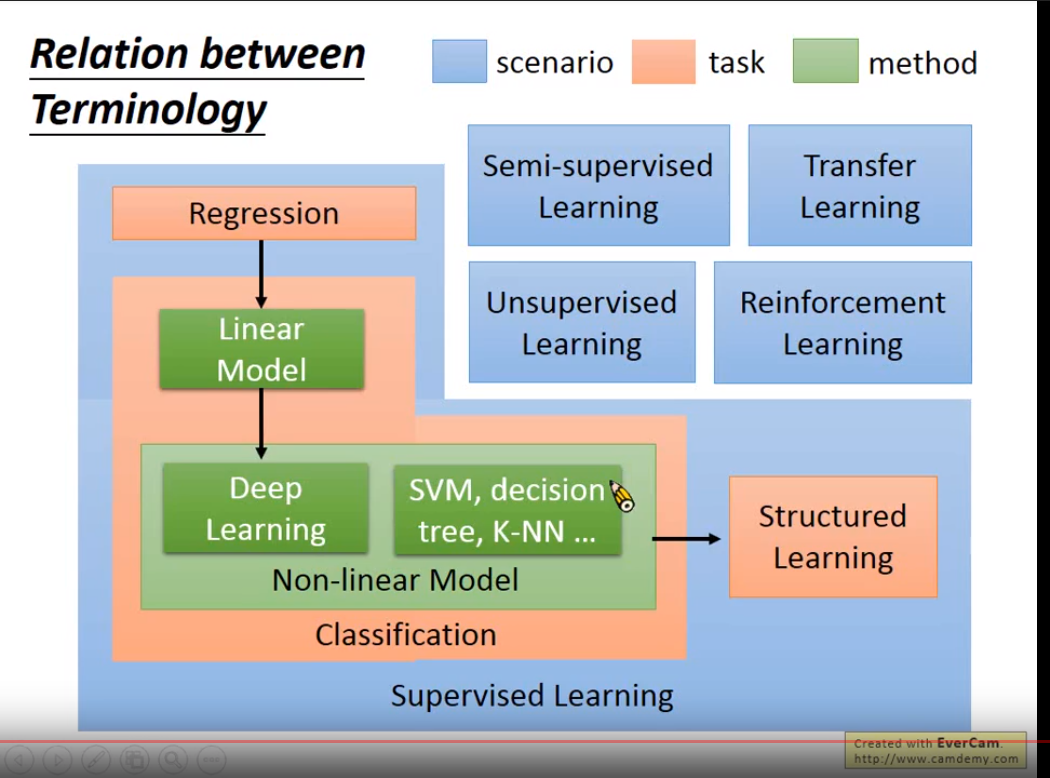 Relation between
Terminology
scenario
task
method
Semi-supervised
Learning
Transfer
Learning
Regression
Unsupervised
Learning
Reinforcement
Learning
Linear
Model
Deep
Learning
SVM, decision
tree, K-NN ...
Non-linear Model
Structured
Learning
Classification
Supervised Learning
Created with EverCam.
http://www.camdemy.com